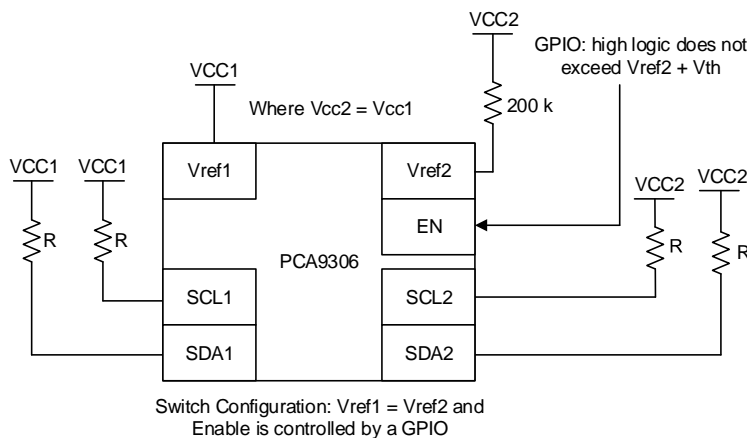 VCC2
GPIO: high logic does not
exceed Vref2 + Vth
VCC1
Where Vcc2 = Vcc1
200 k
VCC1
VCC1
Vref1
Vref2
VCC2
VCC2
EN
R
R
PCA9306
R
R
SCL1
SCL2
SDA1
SDA2
Switch Configuration: Vref1 = Vref2 and
Enable is controlled by a GPIO